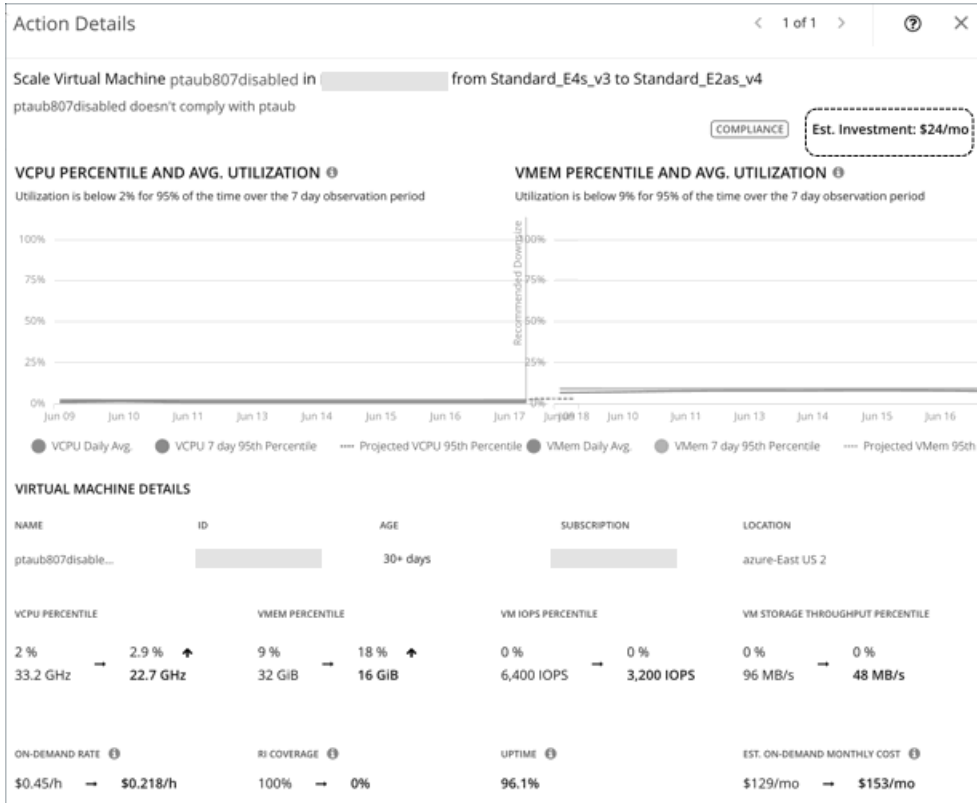 Action Details
1 of 1
Scale Virtual Machine ptaub807disabled in from Standard_E4s_v3 to Standard_E2as_v4
ptaub807disabled doesn't comply with ptaub
COMPLIANCE
Est. Investment: $24/mo
VCPU PERCENTILE AND AVG. UTILIZATION
Utilization is below 2% for 95% of the time over the 7 day observation period
100%
75%
50%
25%
0%
Recommended Downsize
Jun 09 Jun 10 Jun 11 Jun 13 Jun 14 Jun 15 Jun 16 Jun 17 18
VCPU Daily Avg. VCPU 7 day 95th Percentile Projected VCPU 95th Percentile
VMEM PERCENTILE AND AVG. UTILIZATION
Utilization is below 9% for 95% of the time over the 7 day observation period
100%
75%
50%
25%
0%
Jun 09 Jun 10 Jun 11 Jun 13 Jun 14 Jun 15 Jun 16
VMem Daily Avg. VMem 7 day 95th Percentile Projected VMem 95th
VIRTUAL MACHINE DETAILS
NAME ID AGE SUBSCRIPTION LOCATION
ptaub807disable... 30+ days azure-East US 2
VCPU PERCENTILE VMEM PERCENTILE VM IOPS PERCENTILE VM STORAGE THROUGHPUT PERCENTILE
2 % → 2.9 % ↑ 9 % → 18 % ↑ 0 % → 0 % 0 % → 0 %
33.2 GHz 22.7 GHz 32 GiB 16 GiB 6,400 IOPS 3,200 IOPS 96 MB/s 48 MB/s
ON-DEMAND RATE RI COVERAGE UPTIME EST. ON-DEMAND MONTHLY COST
$0.45/h → $0.218/h 100% → 0% 96.1% $129/mo → $153/mo